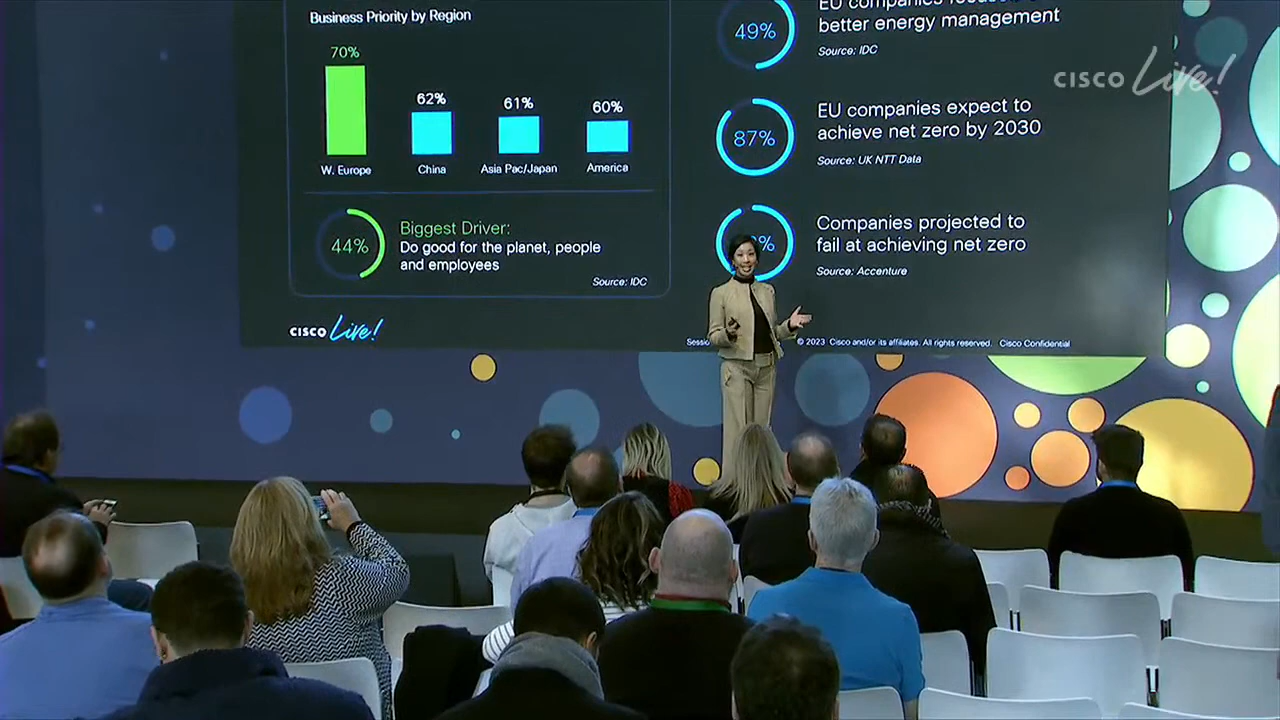 Business Priority by Region
70%
62%
61%
60%
W. Europe
China
Asia Pac/Japan
America
44%
Biggest Driver:
Do good for the planet, people
and employees
Source: IDC
CISCO Live!
49%
EU companies
better energy management
Source: IDC
87%
EU companies expect to
achieve net zero by 2030
Source: UK NTT Data
%
Companies projected to
fail at achieving net zero
Source: Accenture
© 2023 Cisco and/or its affiliates. All rights reserved. Cisco Confidential
CISCO Live!